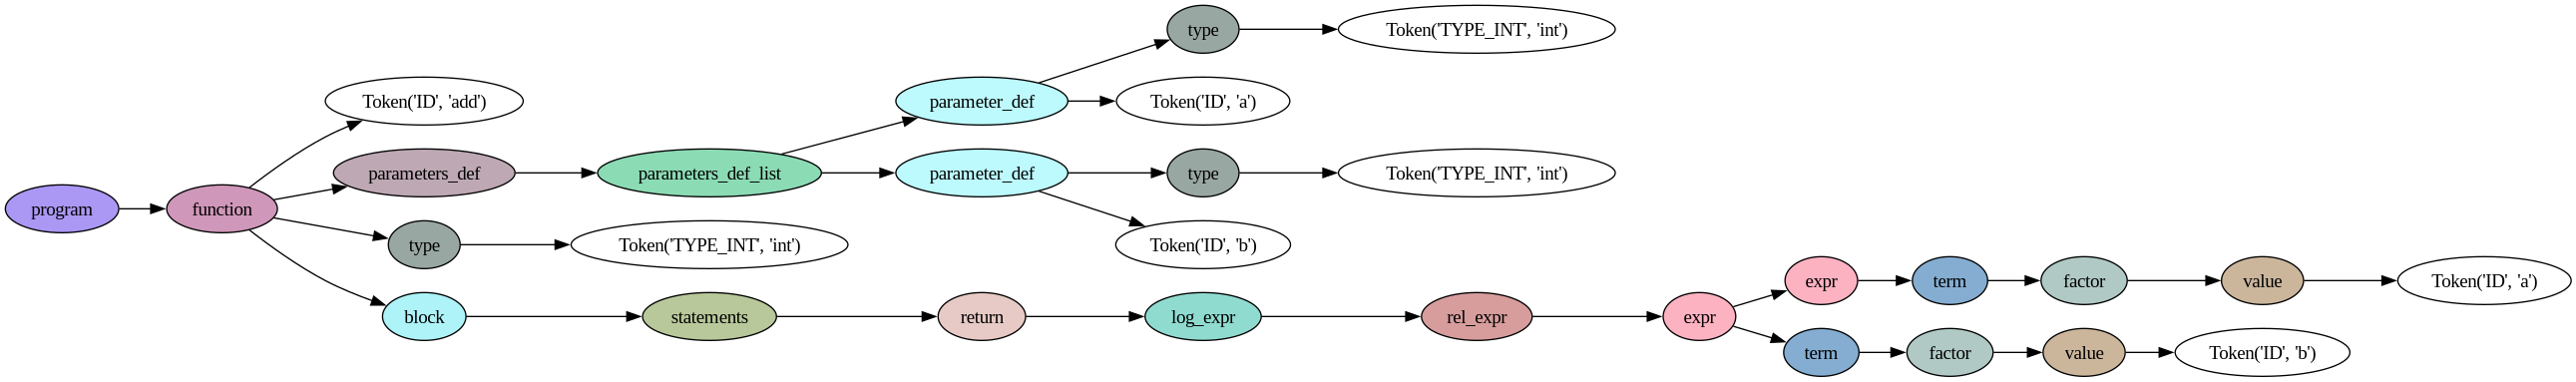 type
Token('TYPE_INT', 'int')
Token('ID', 'add')
parameter_def
Token('ID', 'a')
parameters_def
parameters_def_list
parameter_def
type
Token('TYPE_INT', 'int')
program
function
type
Token('TYPE_INT', 'int')
Token('ID', 'b')
expr
term
factor
value
Token('ID', 'a')
block
statements
return
log_expr
rel_expr
expr
term
factor
value
Token('ID', 'b')